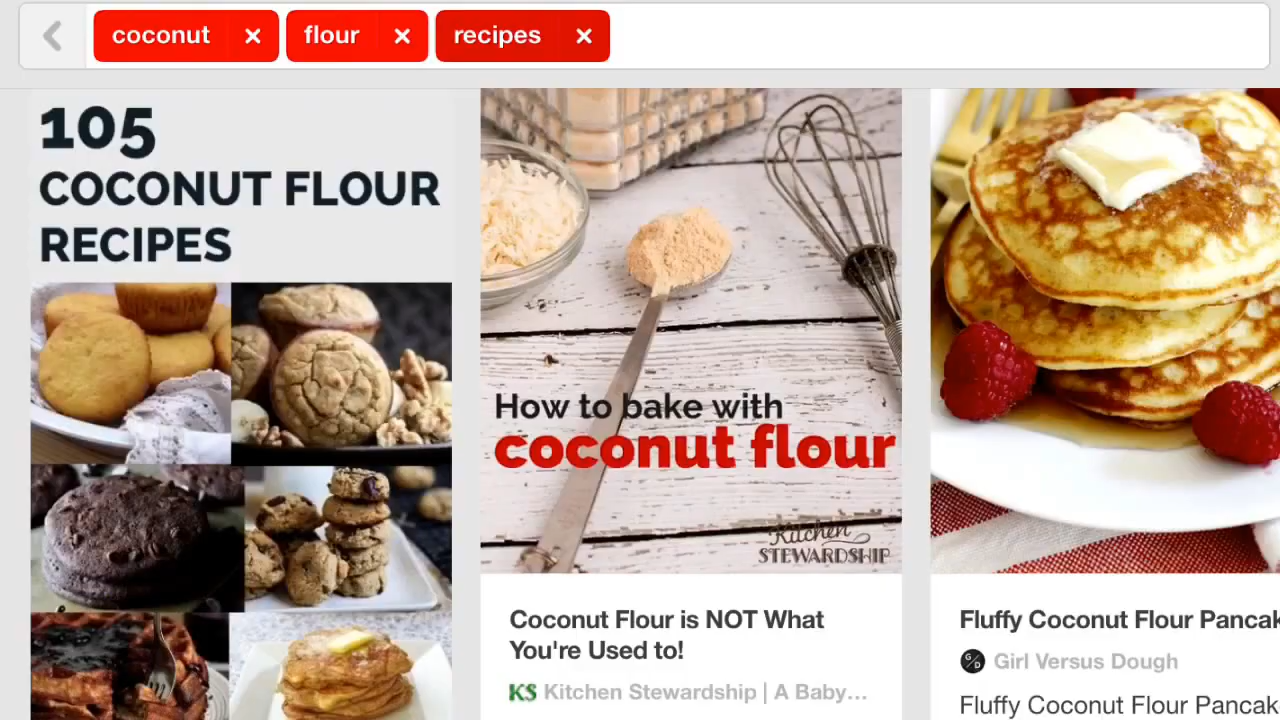 coconut
flour
recipes
105
COCONUT FLOUR
RECIPES
How to bake with
coconut flour
Kitchen
STEWARDSHIP
Coconut Flour is NOT What
You're Used to!
KS Kitchen Stewardship | A Baby...
Fluffy Coconut Flour Pancak
G/D Girl Versus Dough
Fluffy Coconut Flour Pancak